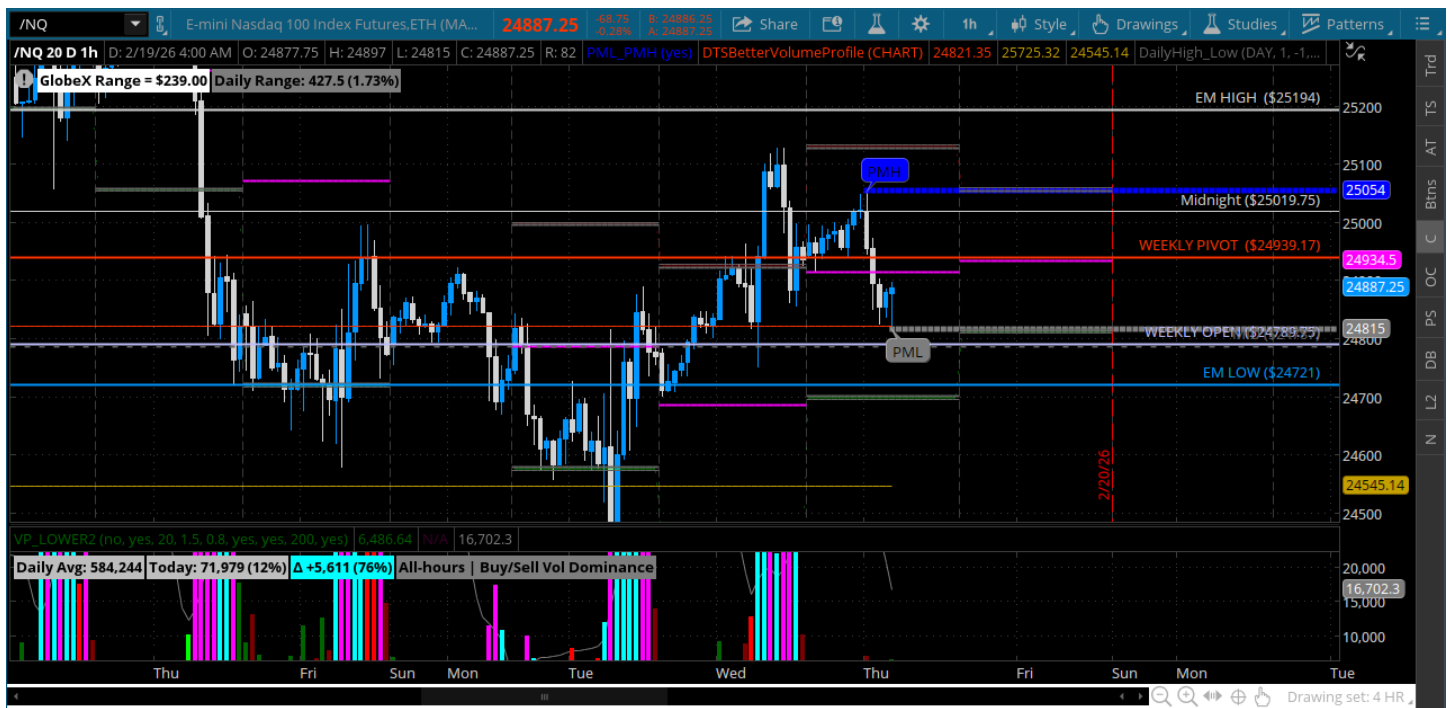 /NQ E-mini Nasdaq 100 Index Futures,ETH (MA... 24887.25 -68.75 -0.28% B: 24886.25 A: 24887.25 Share 1h Style Drawings Studies Patterns
/NQ 20 D 1h D: 2/19/26 4:00 AM O: 24877.75 H: 24897 L: 24815 C: 24887.25 R: 82 PML_PMH (yes) DTSBetterVolumeProfile (CHART) 24821.35 25725.32 24545.14 DailyHigh_Low (DAY, 1, -1,...
GlobeX Range = $239.00 Daily Range: 427.5 (1.73%)
EM HIGH ($25194)
25200
25100
PMH
25054
Midnight ($25019.75)
25000
WEEKLY PIVOT ($24939.17)
24934.5
24887.25
24815
WEEKLY OPEN ($24789.75)
24800
PML
EM LOW ($24721)
24700
24600
2/20/26
24545.14
24500
VP_LOWER2 (no, yes, 20, 1.5, 0.8, yes, yes, 200, yes) 6,486.64 N/A 16,702.3
Daily Avg: 584,244 Today: 71,979 (12%) Δ +5,611 (76%) All-hours | Buy/Sell Vol Dominance
20,000
16,702.3
15,000
10,000
Thu Fri Sun Mon Tue Wed Thu Fri Sun Mon Tue
Drawing set: 4 HR
Trd
TS
AT
Btns
C
OC
PS
DB
L2
N